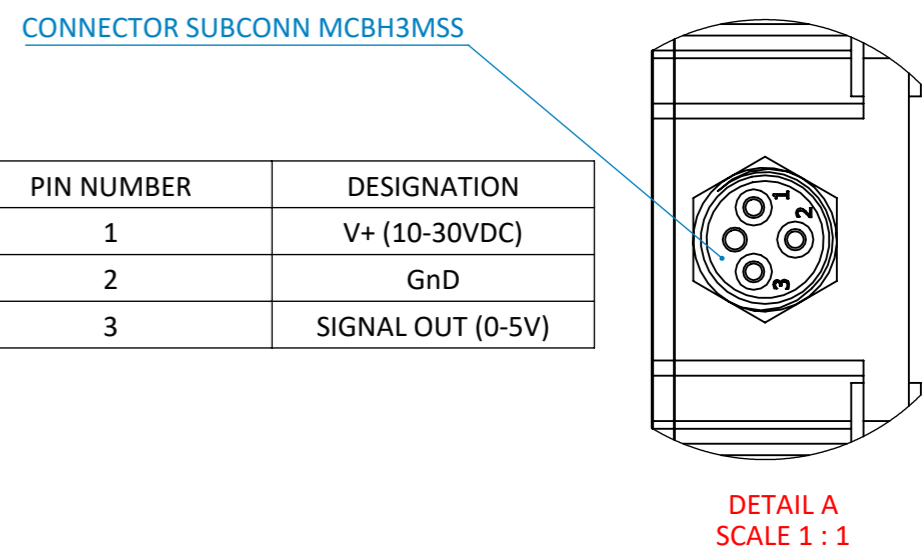 CONNECTOR SUBCONN MCBH3MSS
PIN NUMBER DESIGNATION
1 V+ (10-30VDC)
2 GnD
3 SIGNAL OUT (0-5V)
1
2
3
DETAIL A
SCALE 1 : 1